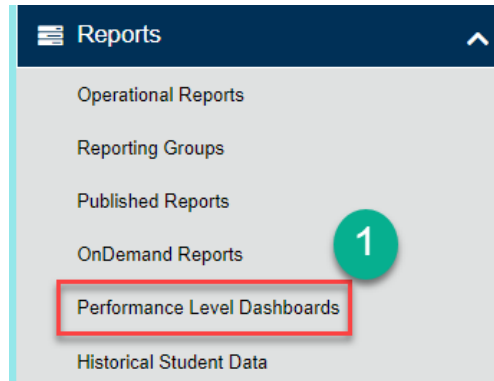 Reports
Operational Reports
Reporting Groups
Published Reports
OnDemand Reports
1
Performance Level Dashboards
Historical Student Data